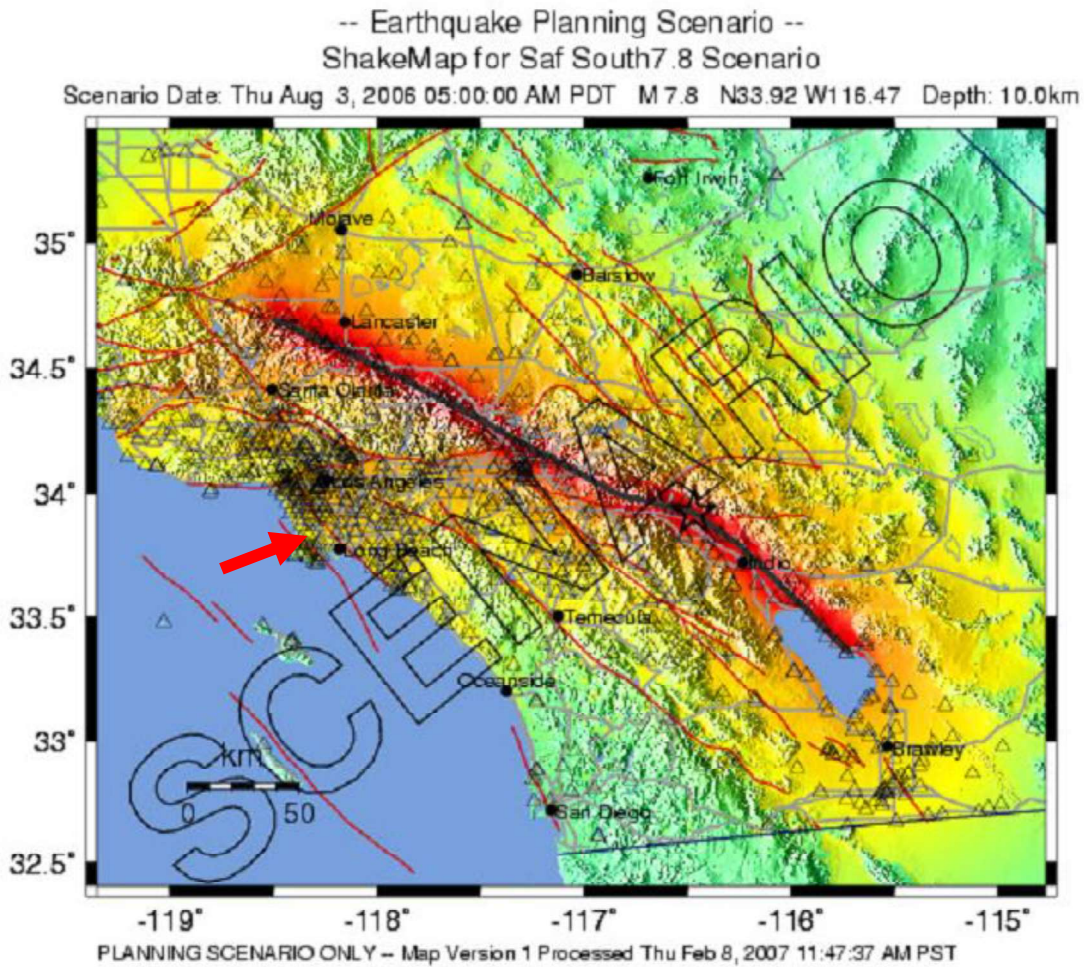 -- Earthquake Planning Scenario --
ShakeMap for Saf South7.8 Scenario
Scenario Date: Thu Aug 3, 2006 05:00:00 AM PDT M 7.8 N33.92 W116.47 Depth: 10.0km
Fort Irwin
Mojave
35°
Barstow
Lancaster
34.5°
Santa Clarita
34°
Los Angeles
Long Beach
Indio
33.5°
Temecula
Oceanside
SCENARIO
33°
km
Brawley
0 50
San Diego
32.5°
-119° -118° -117° -116° -115°
PLANNING SCENARIO ONLY -- Map Version 1 Processed Thu Feb 8, 2007 11:47:37 AM PST